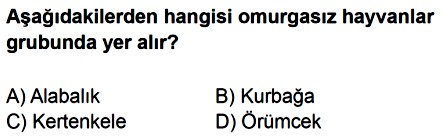 Aşağıdakilerden hangisi omurgasız hayvanlar
grubunda yer alır?
A) Alabalık B) Kurbağa
C) Kertenkele D) Örümcek